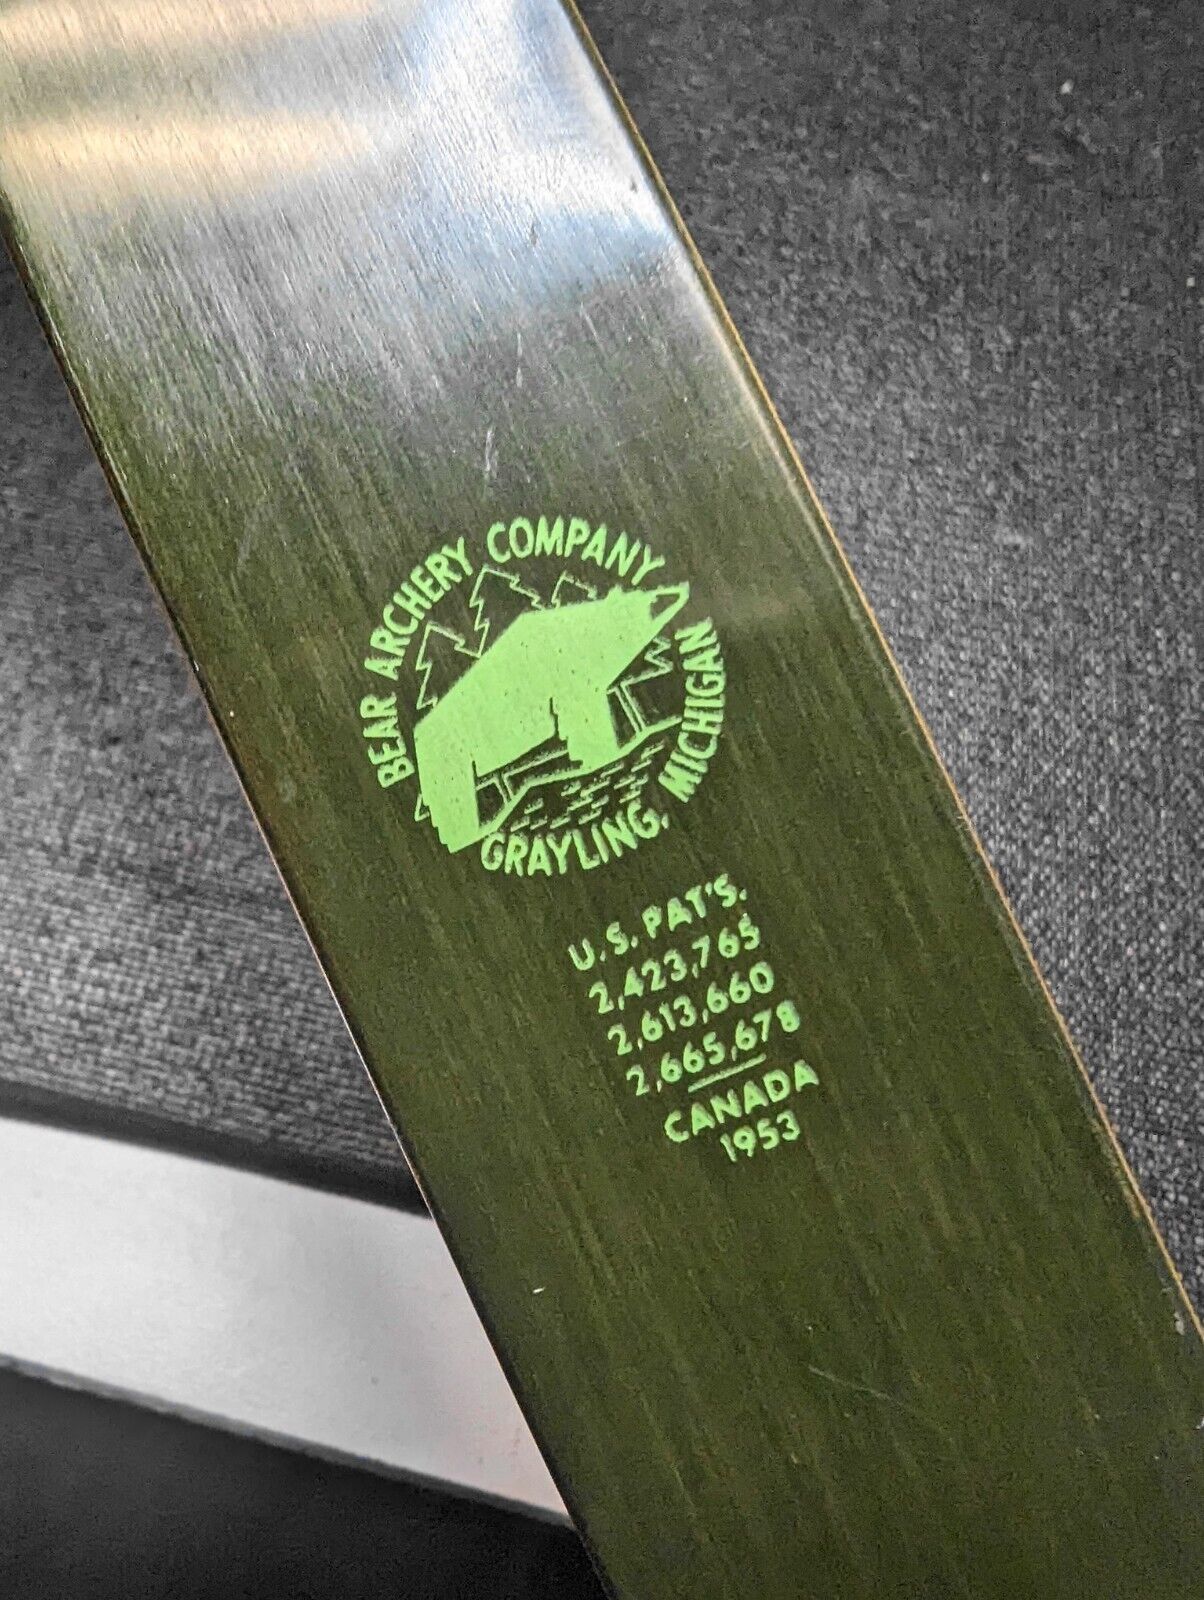 BEAR ARCHERY COMPANY
GRAYLING, MICHIGAN
U.S. PAT'S.
2,423,765
2,613,660
2,665,678
CANADA
1953